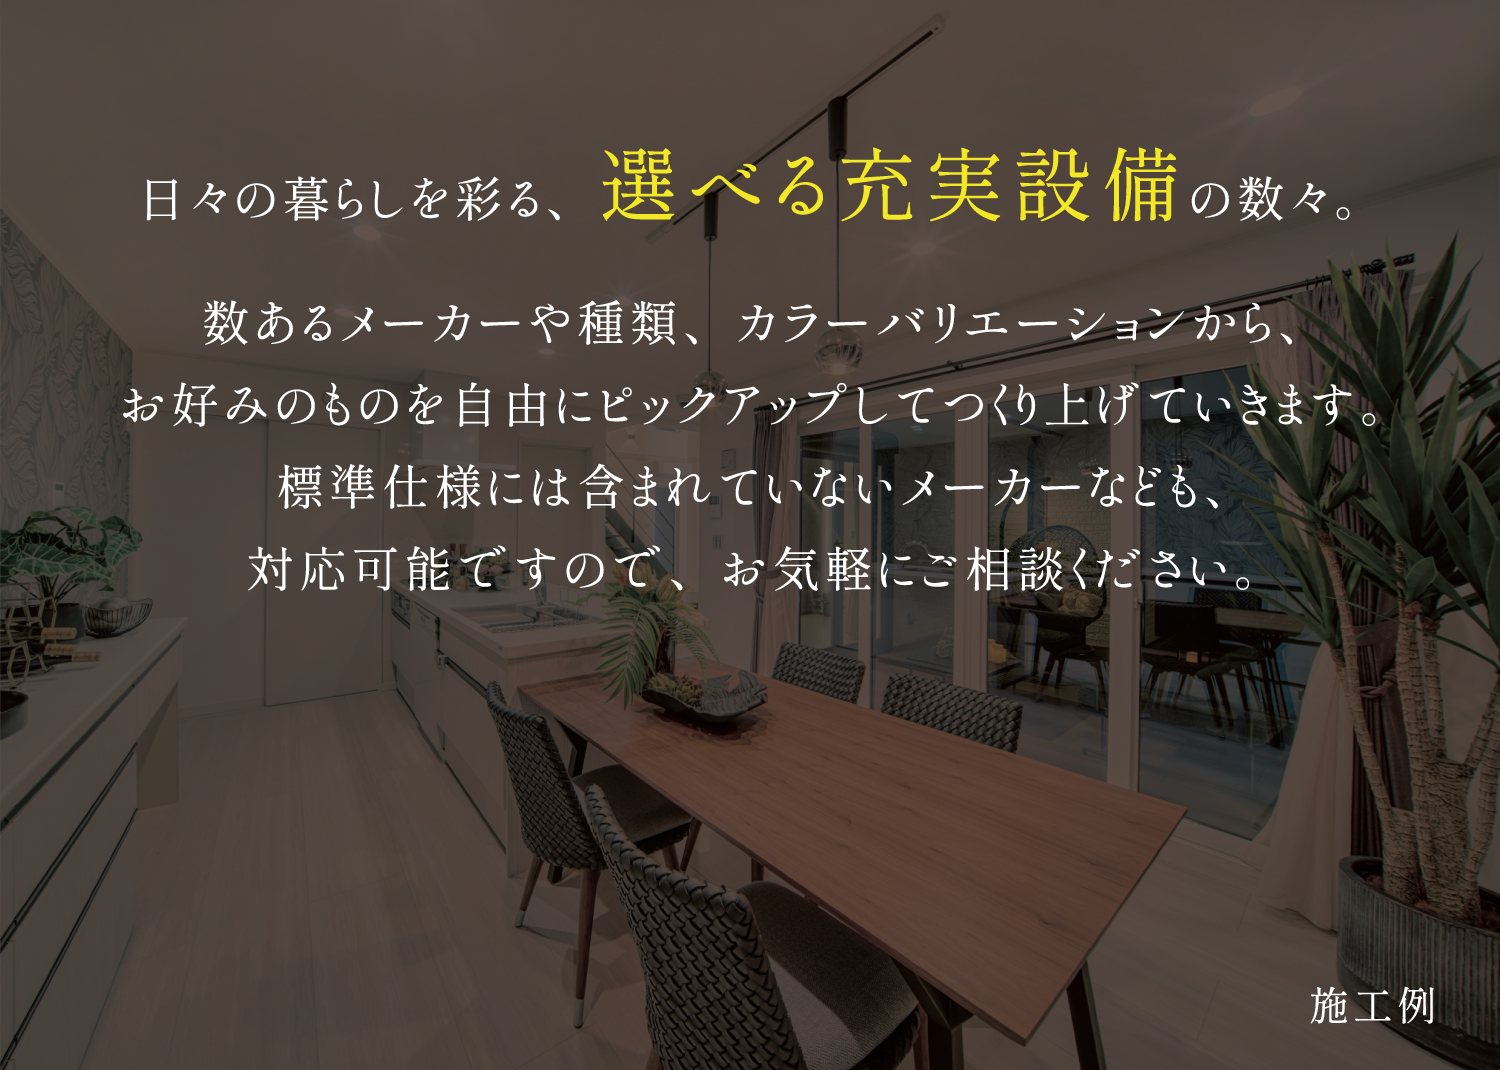 日々の暮らしを彩る、選べる充実設備の数々。
数あるメーカーや種類、カラーバリエーションから、
お好みのものを自由にピックアップしてつくり上げていきます。
標準仕様には含まれていないメーカーなども、
対応可能ですので、お気軽にご相談ください。
施工例